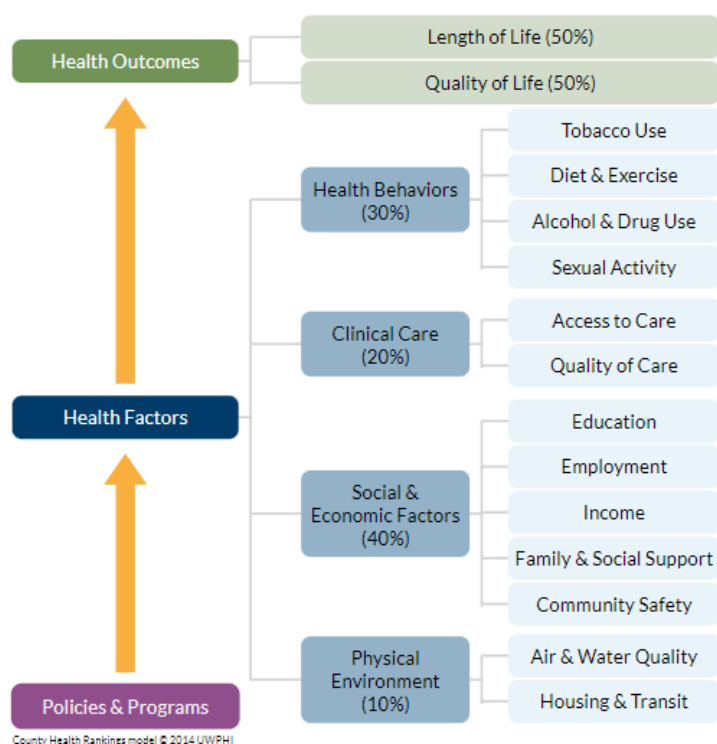 Health Outcomes
Length of Life (50%)
Quality of Life (50%)
Health Factors
Health Behaviors
(30%)
Tobacco Use
Diet & Exercise
Alcohol & Drug Use
Sexual Activity
Clinical Care
(20%)
Access to Care
Quality of Care
Social &
Economic Factors
(40%)
Education
Employment
Income
Family & Social Support
Community Safety
Physical
Environment
(10%)
Air & Water Quality
Housing & Transit
Policies & Programs
County Health Rankings model © 2014 UWPHI